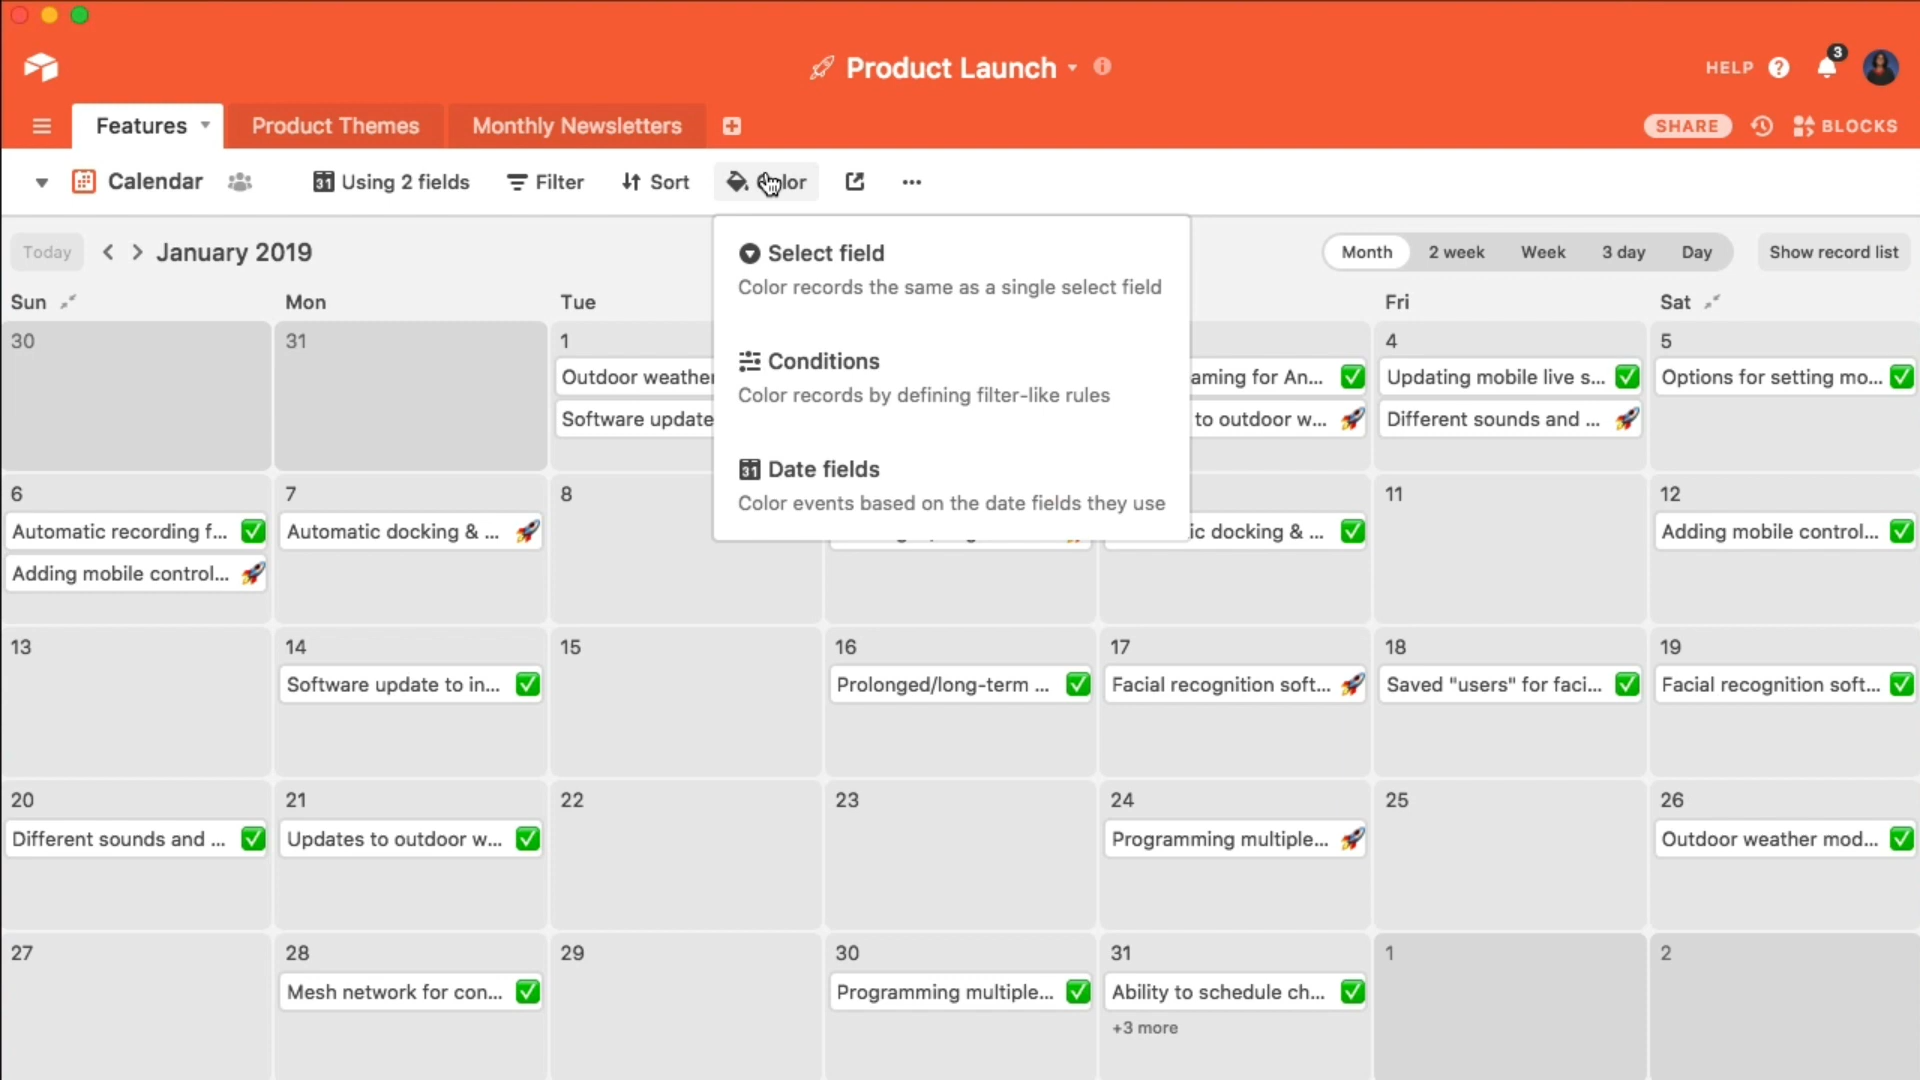 Product Launch
HELP ?
3
Features
Product Themes
Monthly Newsletters
SHARE
BLOCKS
Calendar
31 Using 2 fields
Filter
Sort
Today
January 2019
Month
2 week
Week
3 day
Day
Show record list
Select field
Color records the same as a single select field
Conditions
Color records by defining filter-like rules
31 Date fields
Color events based on the date fields they use
Sun
Mon
Tue
Fri
Sat
30
31
1
4
5
Outdoor weather
aming for An...
Updating mobile live s...
Options for setting mo...
Software update
to outdoor w...
Different sounds and ...
6
7
8
11
12
Automatic recording f...
Automatic docking & ...
ic docking & ...
Adding mobile control...
Adding mobile control...
13
14
15
16
17
18
19
Software update to in...
Prolonged/long-term ...
Facial recognition soft...
Saved "users" for faci...
Facial recognition soft...
20
21
22
23
24
25
26
Different sounds and ...
Updates to outdoor w...
Programming multiple...
Outdoor weather mod...
27
28
29
30
31
1
2
Mesh network for con...
Programming multiple...
Ability to schedule ch...
+3 more